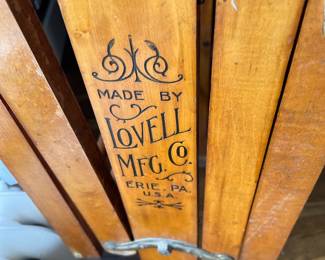 MADE BY
LOVELL
MFG. CO.
ERIE, PA.
U.S.A.